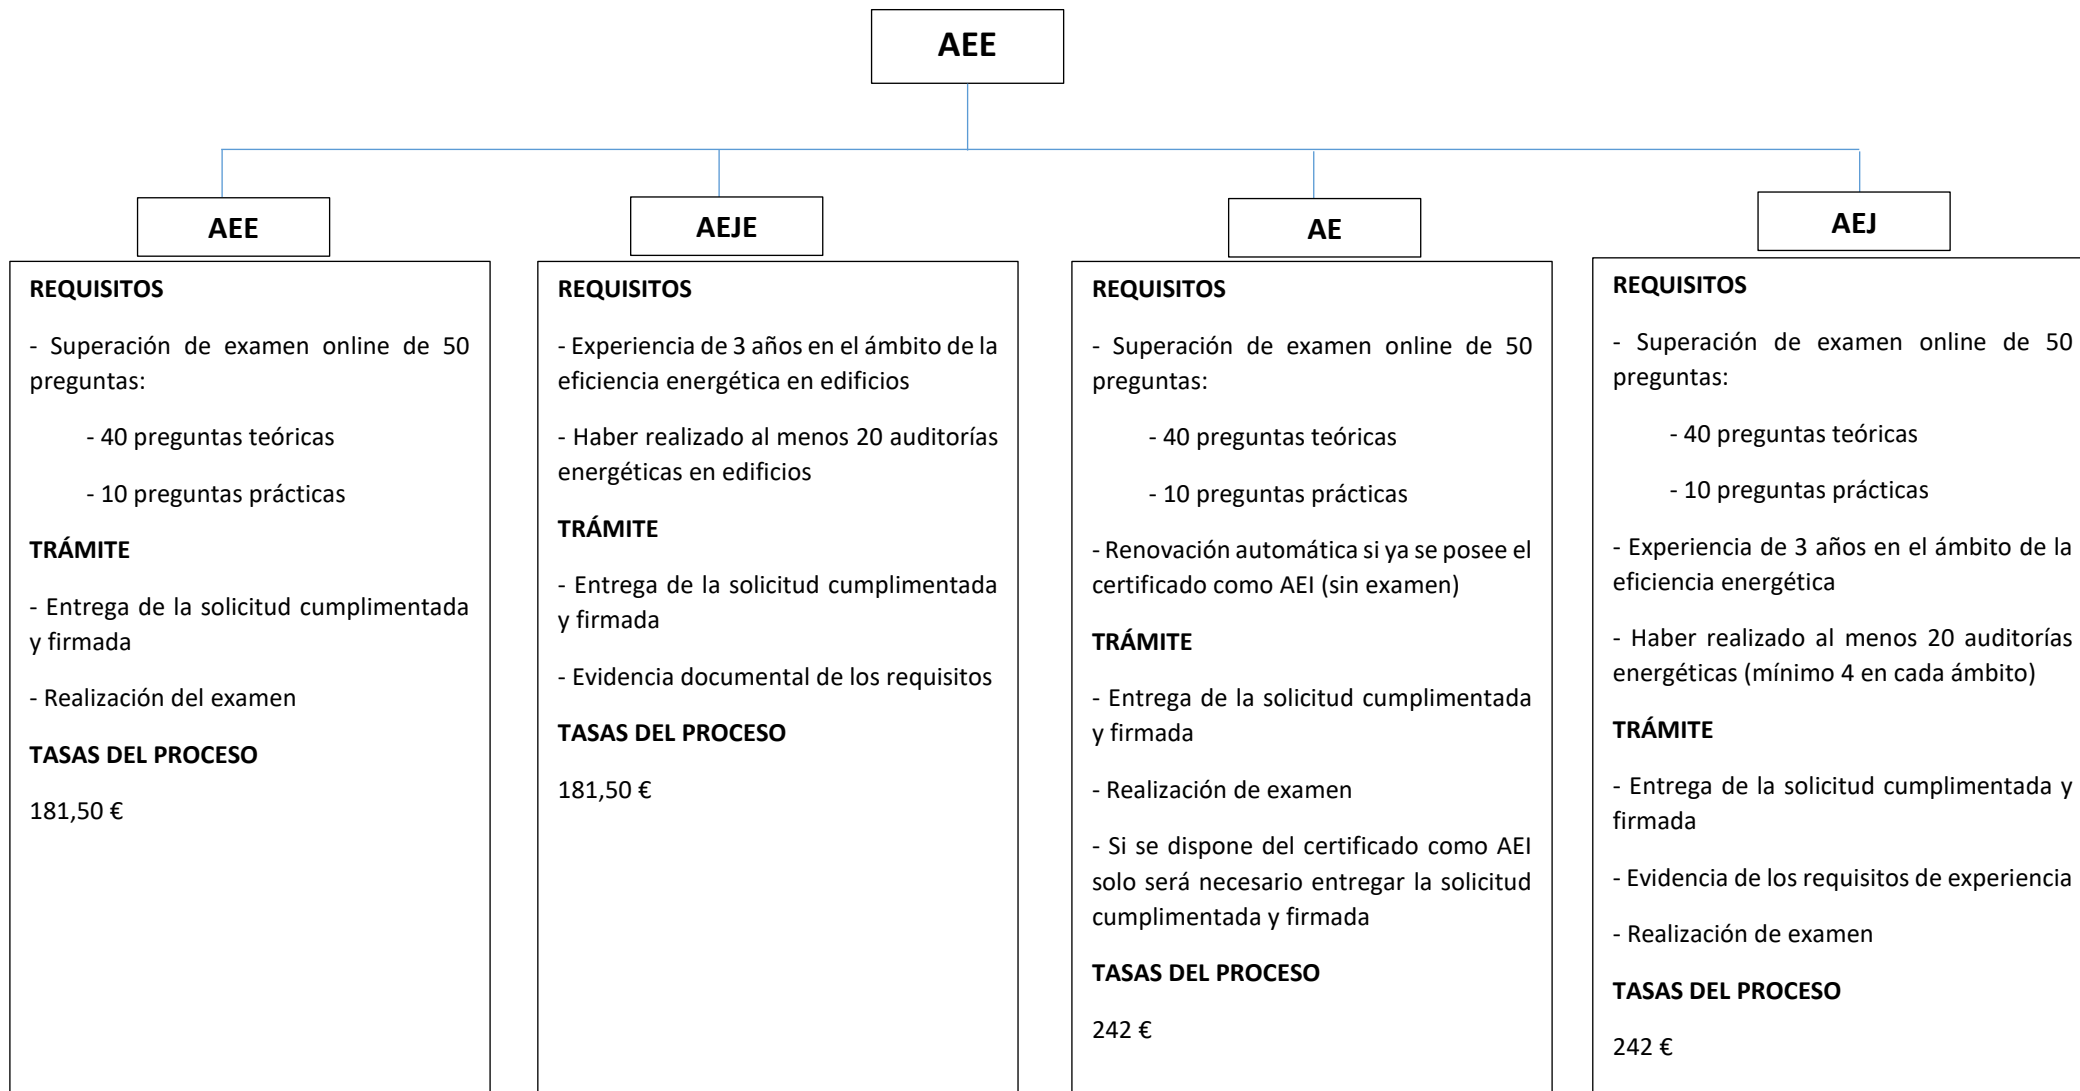 AEE
AEE
REQUISITOS
- Superación de examen online de 50
preguntas:
- 40 preguntas teóricas
- 10 preguntas prácticas
TRÁMITE
- Entrega de la solicitud cumplimentada
y firmada
- Realización del examen
TASAS DEL PROCESO
181,50 €
AEJE
REQUISITOS
- Experiencia de 3 años en el ámbito de la
eficiencia energética en edificios
- Haber realizado al menos 20 auditorías
energéticas en edificios
TRÁMITE
- Entrega de la solicitud cumplimentada
y firmada
- Evidencia documental de los requisitos
TASAS DEL PROCESO
181,50 €
AE
REQUISITOS
- Superación de examen online de 50
preguntas:
- 40 preguntas teóricas
- 10 preguntas prácticas
- Renovación automática si ya se posee el
certificado como AEI (sin examen)
TRÁMITE
- Entrega de la solicitud cumplimentada
y firmada
- Realización de examen
- Si se dispone del certificado como AEI
solo será necesario entregar la solicitud
cumplimentada y firmada
TASAS DEL PROCESO
242 €
AEJ
REQUISITOS
- Superación de examen online de 50
preguntas:
- 40 preguntas teóricas
- 10 preguntas prácticas
- Experiencia de 3 años en el ámbito de la
eficiencia energética
- Haber realizado al menos 20 auditorías
energéticas (mínimo 4 en cada ámbito)
TRÁMITE
- Entrega de la solicitud cumplimentada y
firmada
- Evidencia de los requisitos de experiencia
- Realización de examen
TASAS DEL PROCESO
242 €